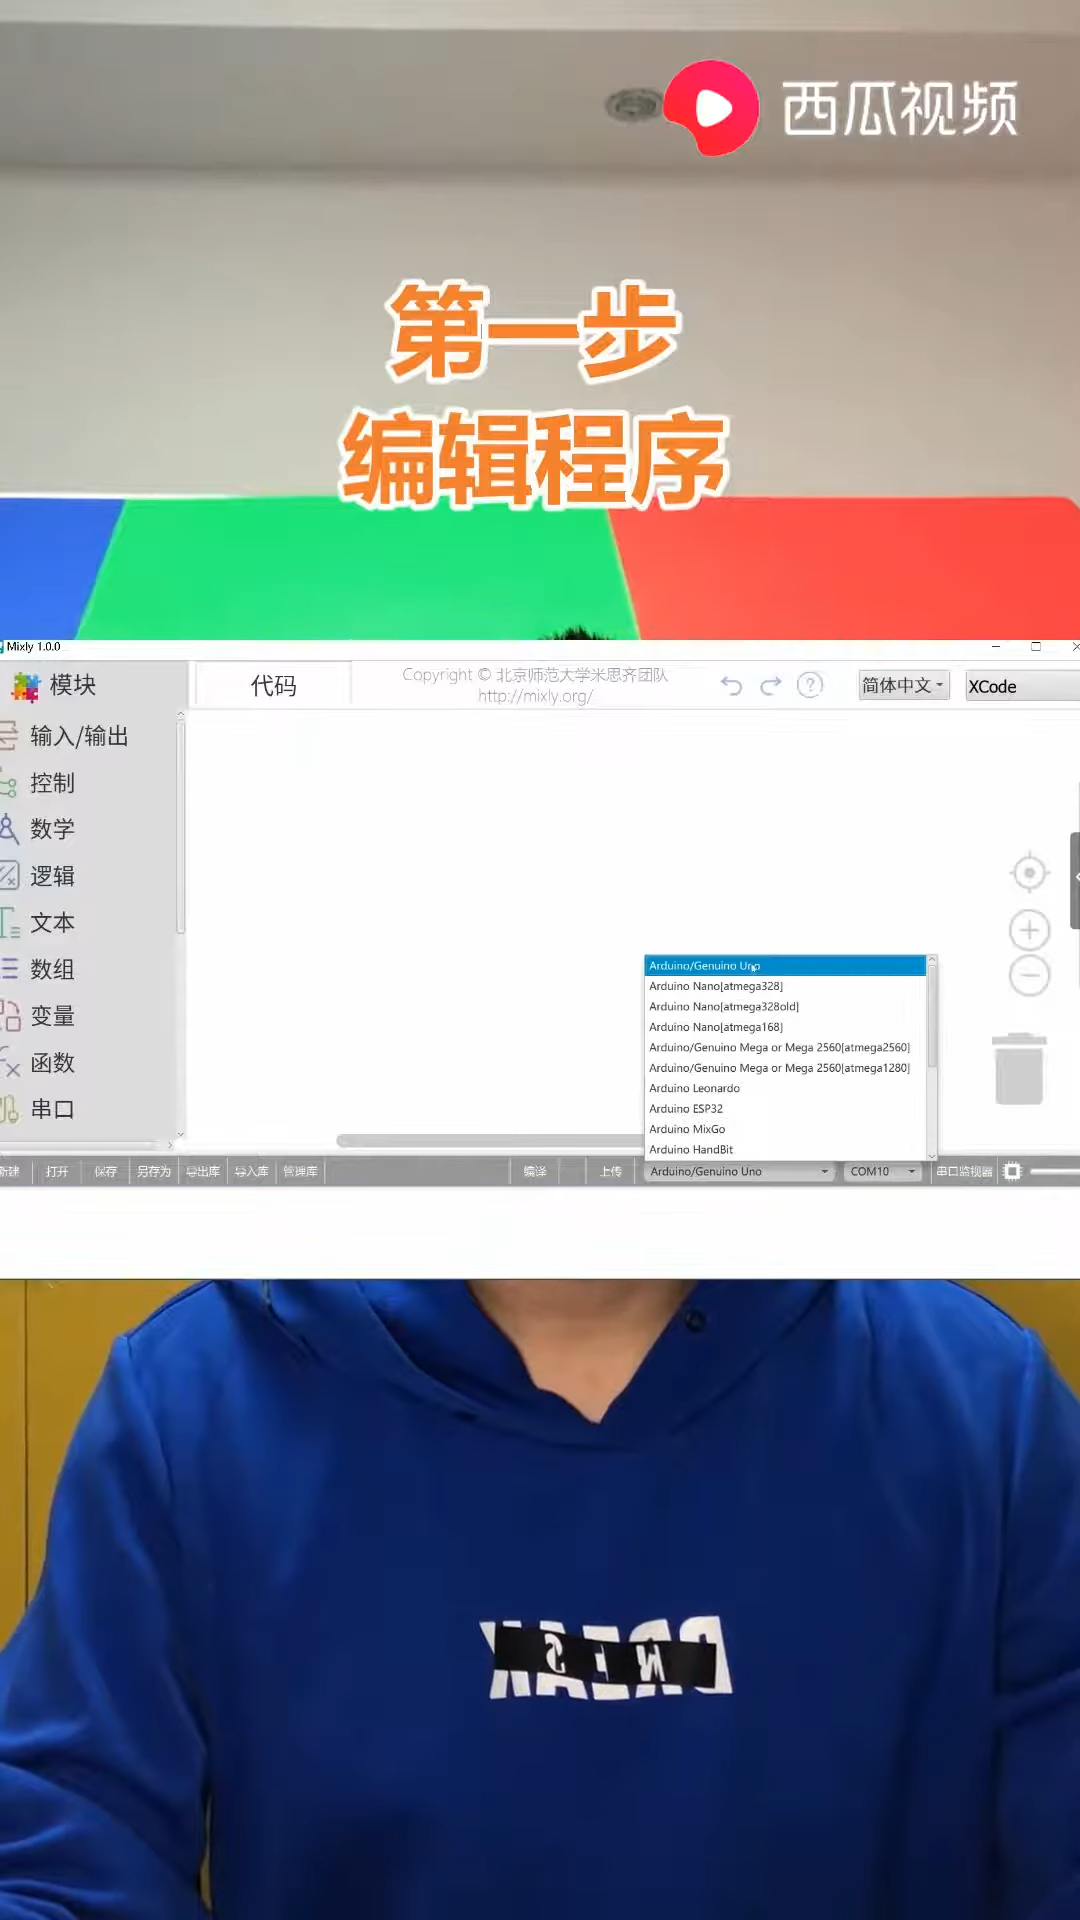 西瓜视频
第一步
编辑程序
Mixly 1.0.0
模块
代码
Copyright © 北京师范大学米思齐团队
http://mixly.org/
简体中文
XCode
输入/输出
控制
数学
逻辑
文本
数组
变量
函数
串口
Arduino/Genuino Uno
Arduino Nano[atmega328]
Arduino Nano[atmega328old]
Arduino Nano[atmega168]
Arduino/Genuino Mega or Mega 2560[atmega2560]
Arduino/Genuino Mega or Mega 2560[atmega1280]
Arduino Leonardo
Arduino ESP32
Arduino MixGo
Arduino HandBit
新建 打开 保存 另存为 导出库 导入库 管理库 编译 上传 Arduino/Genuino Uno COM10 串口监视器